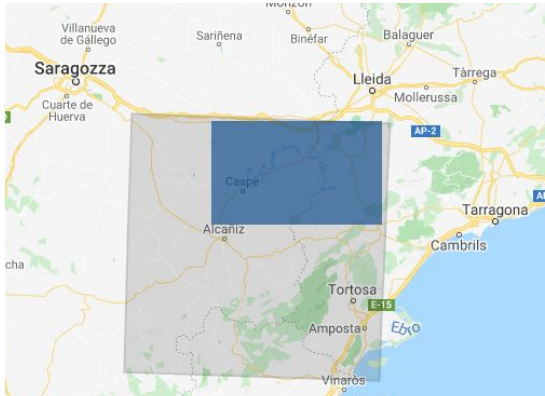 Monzón
Villanueva
de Gállego
Sariñena
Binéfar
Balaguer
Saragozza
Lleida
Tàrrega
Mollerussa
Cuarte de
Huerva
AP-2
Caspe
Tarragona
Alcañiz
Cambrils
cha
Tortosa
E-15
Amposta
Ebro
Vinaròs